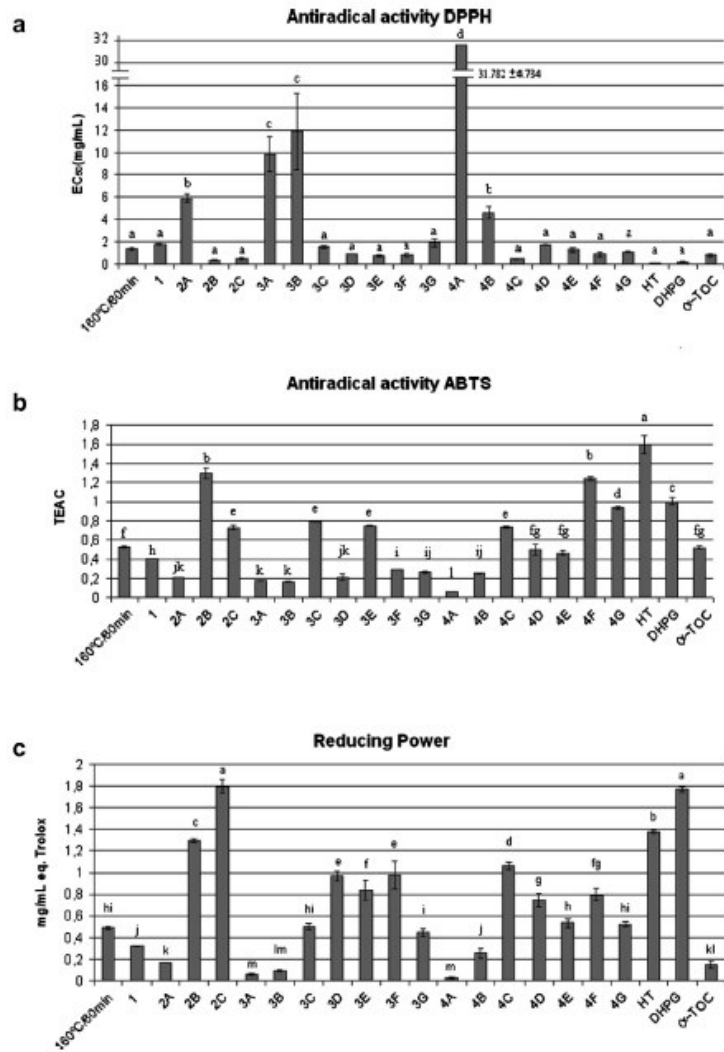 a
Antiradical activity DPPH
EC50(mg/mL)
32
30
16
14
12
10
8
6
4
2
0
a a b a a c c a a a a a d b a a a a a a a a
31.782 ±4.734
160ºC/60min 1 2A 2B 2C 3A 3B 3C 3D 3E 3F 3G 4A 4B 4C 4D 4E 4F 4G HT DHPG α-TOC
b
Antiradical activity ABTS
TEAC
1,8
1,6
1,4
1,2
1
0,8
0,6
0,4
0,2
0
f h jk b e k k e jk e i ij l ij e fg fg b d a c fg
160ºC/60min 1 2A 2B 2C 3A 3B 3C 3D 3E 3F 3G 4A 4B 4C 4D 4E 4F 4G HT DHPG α-TOC
c
Reducing Power
mg/mL eq. Trolox
2
1,8
1,6
1,4
1,2
1
0,8
0,6
0,4
0,2
0
hi j k c a m lm hi e f e i m j d g h fg hi b a kl
160ºC/60min 1 2A 2B 2C 3A 3B 3C 3D 3E 3F 3G 4A 4B 4C 4D 4E 4F 4G HT DHPG α-TOC